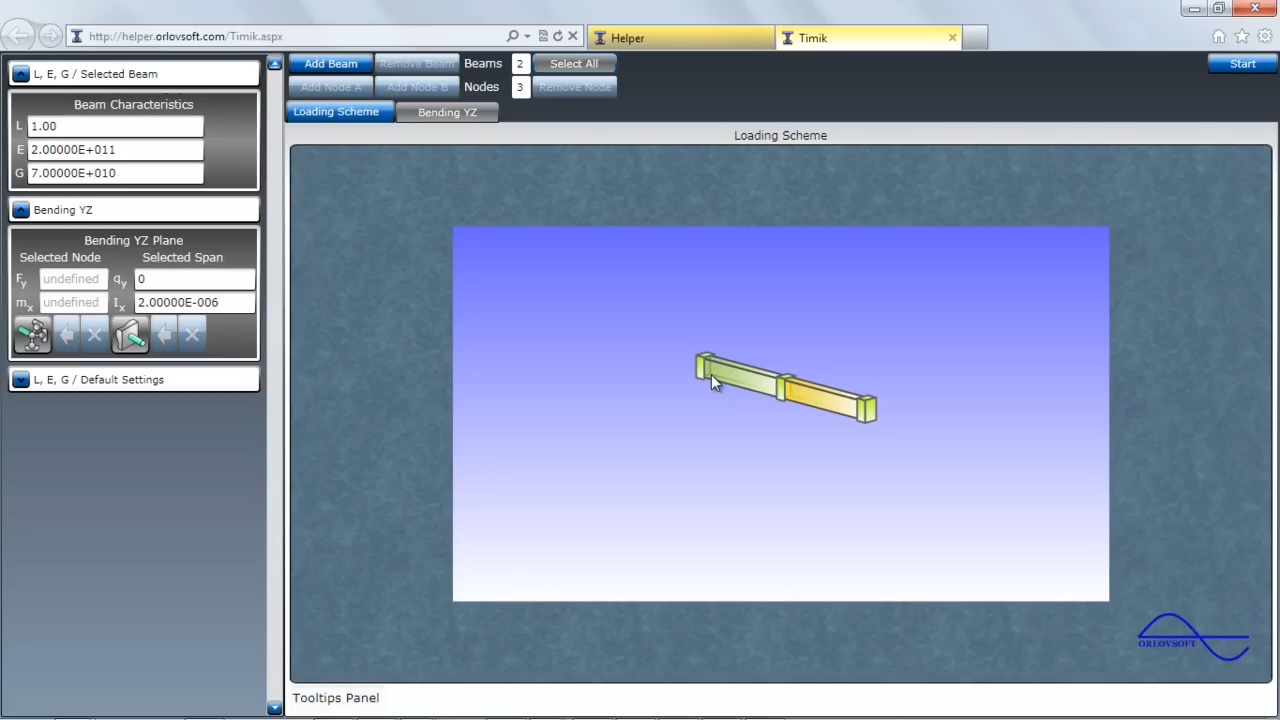 http://helper.orlovsoft.com/Timik.aspx
Helper
Timik
L, E, G / Selected Beam
Beam Characteristics
L 1.00
E 2.00000E+011
G 7.00000E+010
Bending YZ
Bending YZ Plane
Selected Node Selected Span
Fy undefined qy 0
mx undefined Ix 2.00000E-006
L, E, G / Default Settings
Add Beam Remove Beam Beams 2 Select All
Start
Add Node A Add Node B Nodes 3 Remove Node
Loading Scheme Bending YZ
Loading Scheme
ORLOVSOFT
Tooltips Panel